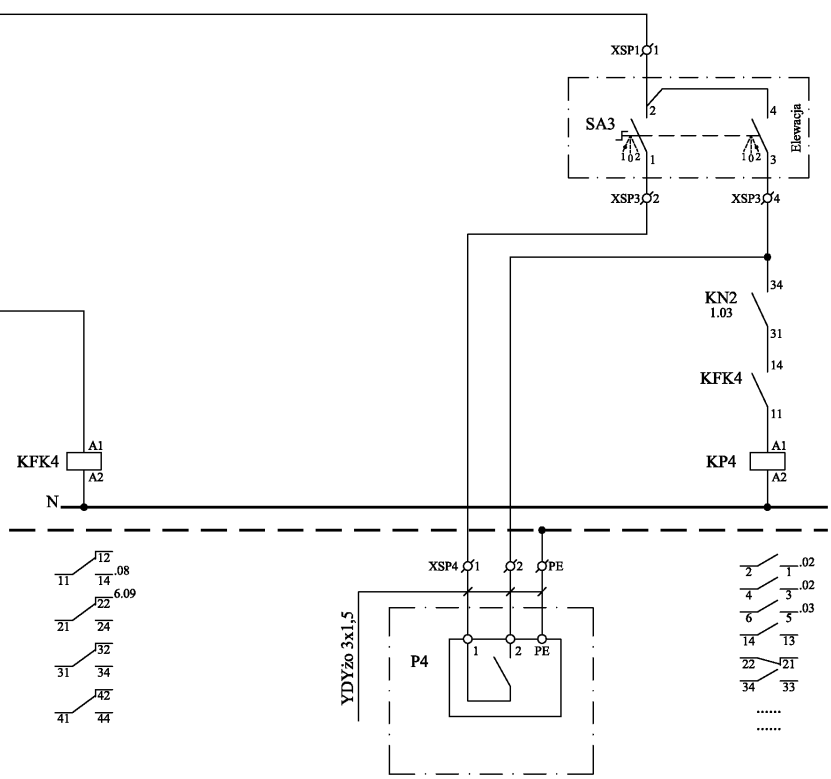 XSP1 1
2 4
SA3
Elewacja
1 0 2 1 0 2
1 3
XSP3 2 XSP3 4
34
KN2
1.03
31
14
KFK4
11
A1 A1
KFK4 KP4
A2 A2
N
XSP4 1 2 PE
12
11 14 .08
22 6.09
21 24
32
31 34
42
41 44
YDYżo 3x1,5
P4
1 2 PE
2 1 .02
4 3 .02
6 5 .03
14 13
22 21
34 33
......
......